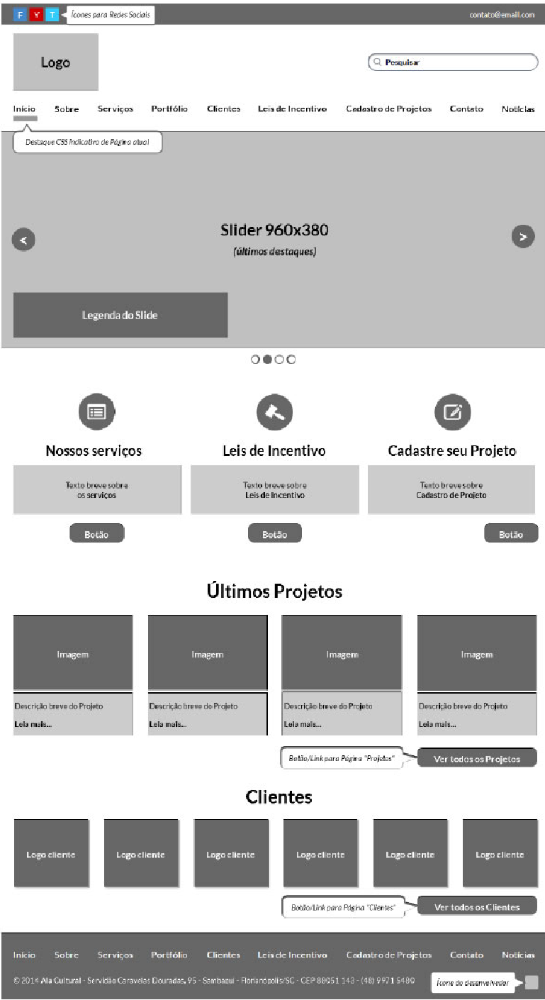 F Y T Ícones para Redes Sociais contato@email.com
Logo
Pesquisar
Início Sobre Serviços Portfólio Clientes Leis de Incentivo Cadastro de Projetos Contato Notícias
Destaque CSS indicativo de Página atual
Slider 960x380
< >
(últimos destaques)
Legenda do Slide
Nossos serviços Leis de Incentivo Cadastre seu Projeto
Texto breve sobre Texto breve sobre Texto breve sobre
os serviços Leis de Incentivo Cadastro de Projeto
Botão Botão Botão
Últimos Projetos
Imagem Imagem Imagem Imagem
Descrição breve do Projeto Descrição breve do Projeto Descrição breve do Projeto Descrição breve do Projeto
Leia mais... Leia mais... Leia mais... Leia mais...
Botão/Link para Página "Projetos" Ver todos os Projetos
Clientes
Logo cliente Logo cliente Logo cliente Logo cliente Logo cliente Logo cliente
Botão/Link para Página "Clientes" Ver todos os Clientes
Início Sobre Serviços Portfólio Clientes Leis de Incentivo Cadastro de Projetos Contato Notícias
© 2014 Ala Cultural - Servidão Caravelas Douradas, 95 - Sambaqui - Florianopolis/SC - CEP 88051 143 - (48) 9971 5480 Ícone do desenvolvedor